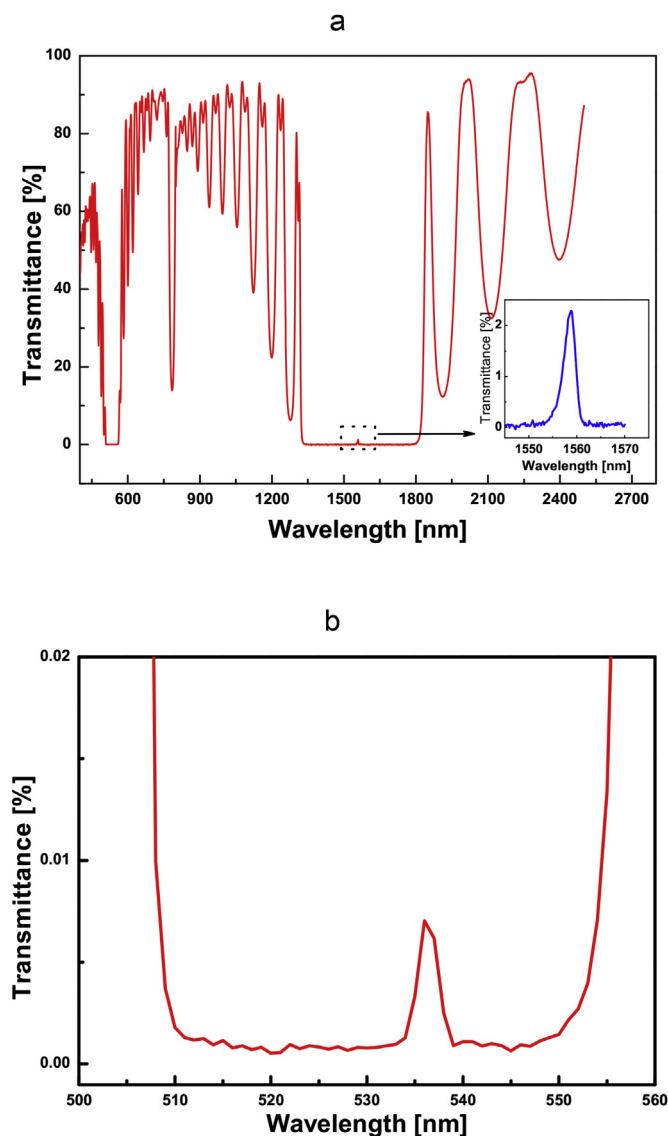 a
Transmittance [%]
100
80
60
40
20
0
600 900 1200 1500 1800 2100 2400 2700
Wavelength [nm]
Transmittance [%]
2
1
0
1550 1560 1570
Wavelength [nm]
b
Transmittance [%]
0.02
0.01
0.00
500 510 520 530 540 550 560
Wavelength [nm]